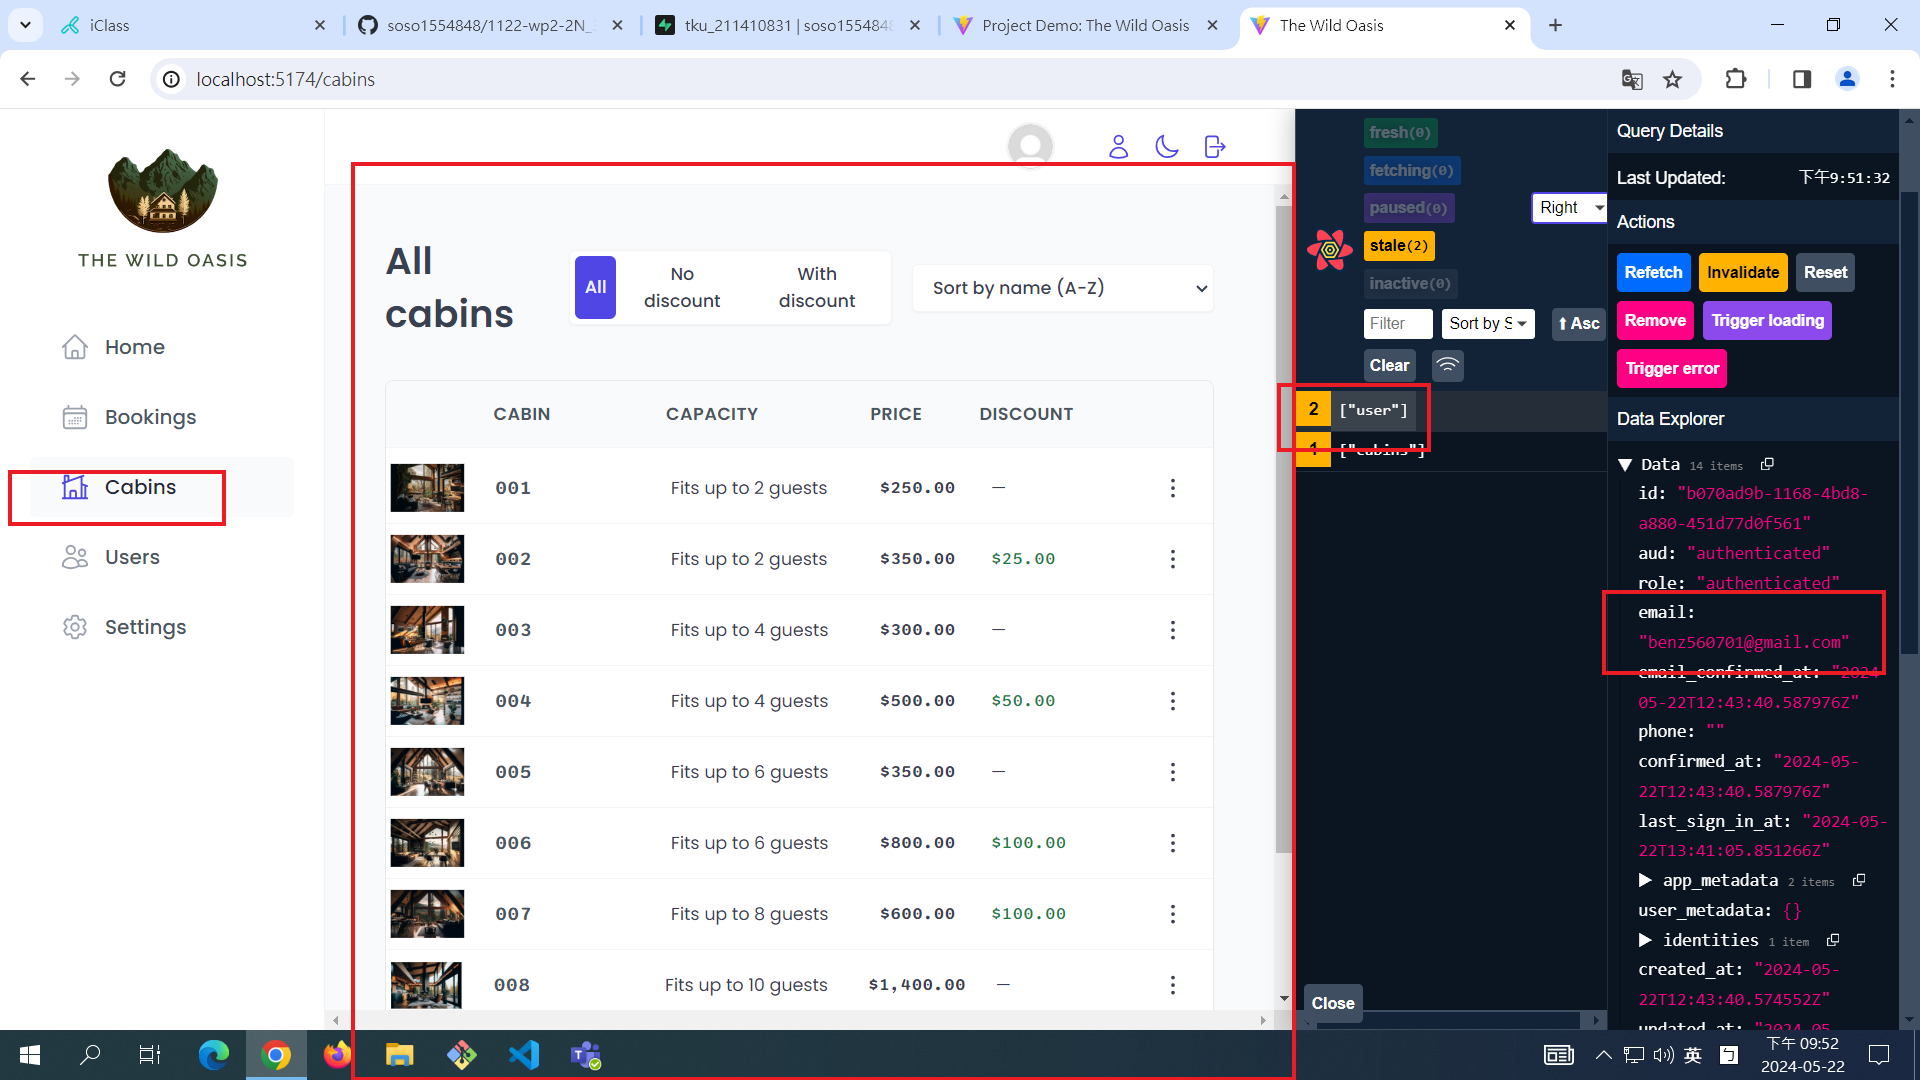 iClass
soso1554848/1122-wp2-2N_
tku_211410831 | soso1554848
Project Demo: The Wild Oasis
The Wild Oasis
localhost:5174/cabins
THE WILD OASIS
Home
Bookings
Cabins
Users
Settings
All cabins
All
No discount
With discount
Sort by name (A-Z)
CABIN CAPACITY PRICE DISCOUNT
001 Fits up to 2 guests $250.00 —
002 Fits up to 2 guests $350.00 $25.00
003 Fits up to 4 guests $300.00 —
004 Fits up to 4 guests $500.00 $50.00
005 Fits up to 6 guests $350.00 —
006 Fits up to 6 guests $800.00 $100.00
007 Fits up to 8 guests $600.00 $100.00
008 Fits up to 10 guests $1,400.00 —
fresh(0)
fetching(0)
paused(0)
Right
stale(2)
inactive(0)
Filter
Sort by S
Asc
Clear
2 ["user"]
1 ["cabins"]
Close
Query Details
Last Updated: 下午9:51:32
Actions
Refetch Invalidate Reset
Remove Trigger loading
Trigger error
Data Explorer
Data 14 items
id: "b070ad9b-1168-4bd8-
a880-451d77d0f561"
aud: "authenticated"
role: "authenticated"
email:
"benz560701@gmail.com"
email_confirmed_at: "2024-
05-22T12:43:40.587976Z"
phone: ""
confirmed_at: "2024-05-
22T12:43:40.587976Z"
last_sign_in_at: "2024-05-
22T13:41:05.851266Z"
app_metadata 2 items
user_metadata: {}
identities 1 item
created_at: "2024-05-
22T12:43:40.574552Z"
updated_at: "2024-05-
英
下午 09:52
2024-05-22